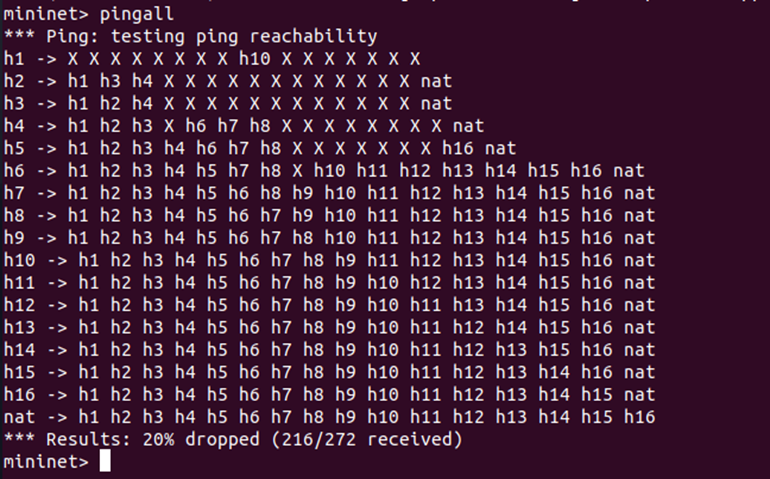 mininet> pingall
*** Ping: testing ping reachability
h1 -> X X X X X X X X h10 X X X X X X X
h2 -> h1 h3 h4 X X X X X X X X X X X X nat
h3 -> h1 h2 h4 X X X X X X X X X X X X nat
h4 -> h1 h2 h3 X h6 h7 h8 X X X X X X X X nat
h5 -> h1 h2 h3 h4 h6 h7 h8 X X X X X X X h16 nat
h6 -> h1 h2 h3 h4 h5 h7 h8 X h10 h11 h12 h13 h14 h15 h16 nat
h7 -> h1 h2 h3 h4 h5 h6 h8 h9 h10 h11 h12 h13 h14 h15 h16 nat
h8 -> h1 h2 h3 h4 h5 h6 h7 h9 h10 h11 h12 h13 h14 h15 h16 nat
h9 -> h1 h2 h3 h4 h5 h6 h7 h8 h10 h11 h12 h13 h14 h15 h16 nat
h10 -> h1 h2 h3 h4 h5 h6 h7 h8 h9 h11 h12 h13 h14 h15 h16 nat
h11 -> h1 h2 h3 h4 h5 h6 h7 h8 h9 h10 h12 h13 h14 h15 h16 nat
h12 -> h1 h2 h3 h4 h5 h6 h7 h8 h9 h10 h11 h13 h14 h15 h16 nat
h13 -> h1 h2 h3 h4 h5 h6 h7 h8 h9 h10 h11 h12 h14 h15 h16 nat
h14 -> h1 h2 h3 h4 h5 h6 h7 h8 h9 h10 h11 h12 h13 h15 h16 nat
h15 -> h1 h2 h3 h4 h5 h6 h7 h8 h9 h10 h11 h12 h13 h14 h16 nat
h16 -> h1 h2 h3 h4 h5 h6 h7 h8 h9 h10 h11 h12 h13 h14 h15 nat
nat -> h1 h2 h3 h4 h5 h6 h7 h8 h9 h10 h11 h12 h13 h14 h15 h16
*** Results: 20% dropped (216/272 received)
mininet>